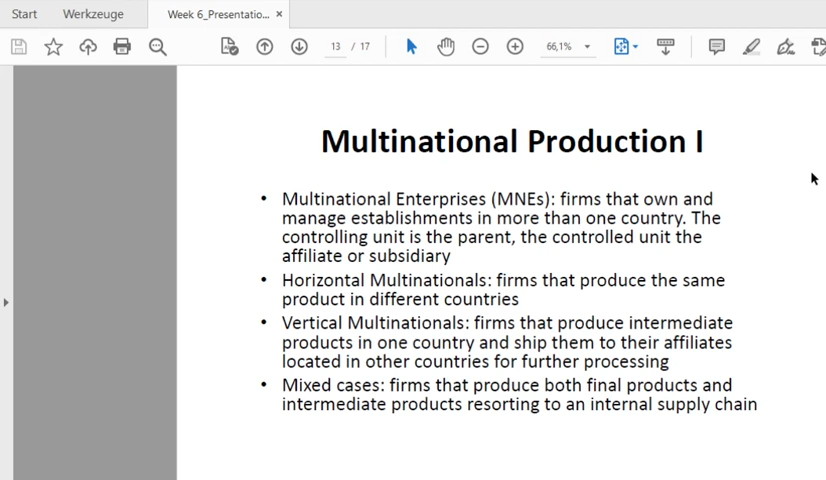 Start Werkzeuge Week 6_Presentatio... ×
13 / 17 66,1%
Multinational Production I
• Multinational Enterprises (MNEs): firms that own and
manage establishments in more than one country. The
controlling unit is the parent, the controlled unit the
affiliate or subsidiary
• Horizontal Multinationals: firms that produce the same
product in different countries
• Vertical Multinationals: firms that produce intermediate
products in one country and ship them to their affiliates
located in other countries for further processing
• Mixed cases: firms that produce both final products and
intermediate products resorting to an internal supply chain